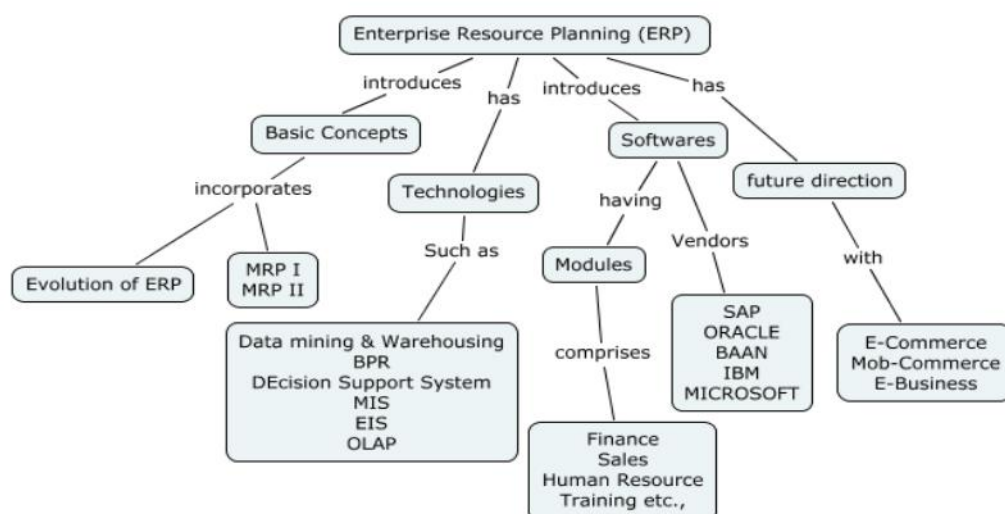 Enterprise Resource Planning (ERP)
introduces
has
introduces
has
Basic Concepts
Softwares
incorporates
Technologies
future direction
having
Such as
Vendors
with
Evolution of ERP
MRP I
MRP II
Modules
SAP
ORACLE
BAAN
IBM
MICROSOFT
Data mining & Warehousing
BPR
DEcision Support System
MIS
EIS
OLAP
comprises
E-Commerce
Mob-Commerce
E-Business
Finance
Sales
Human Resource
Training etc.,